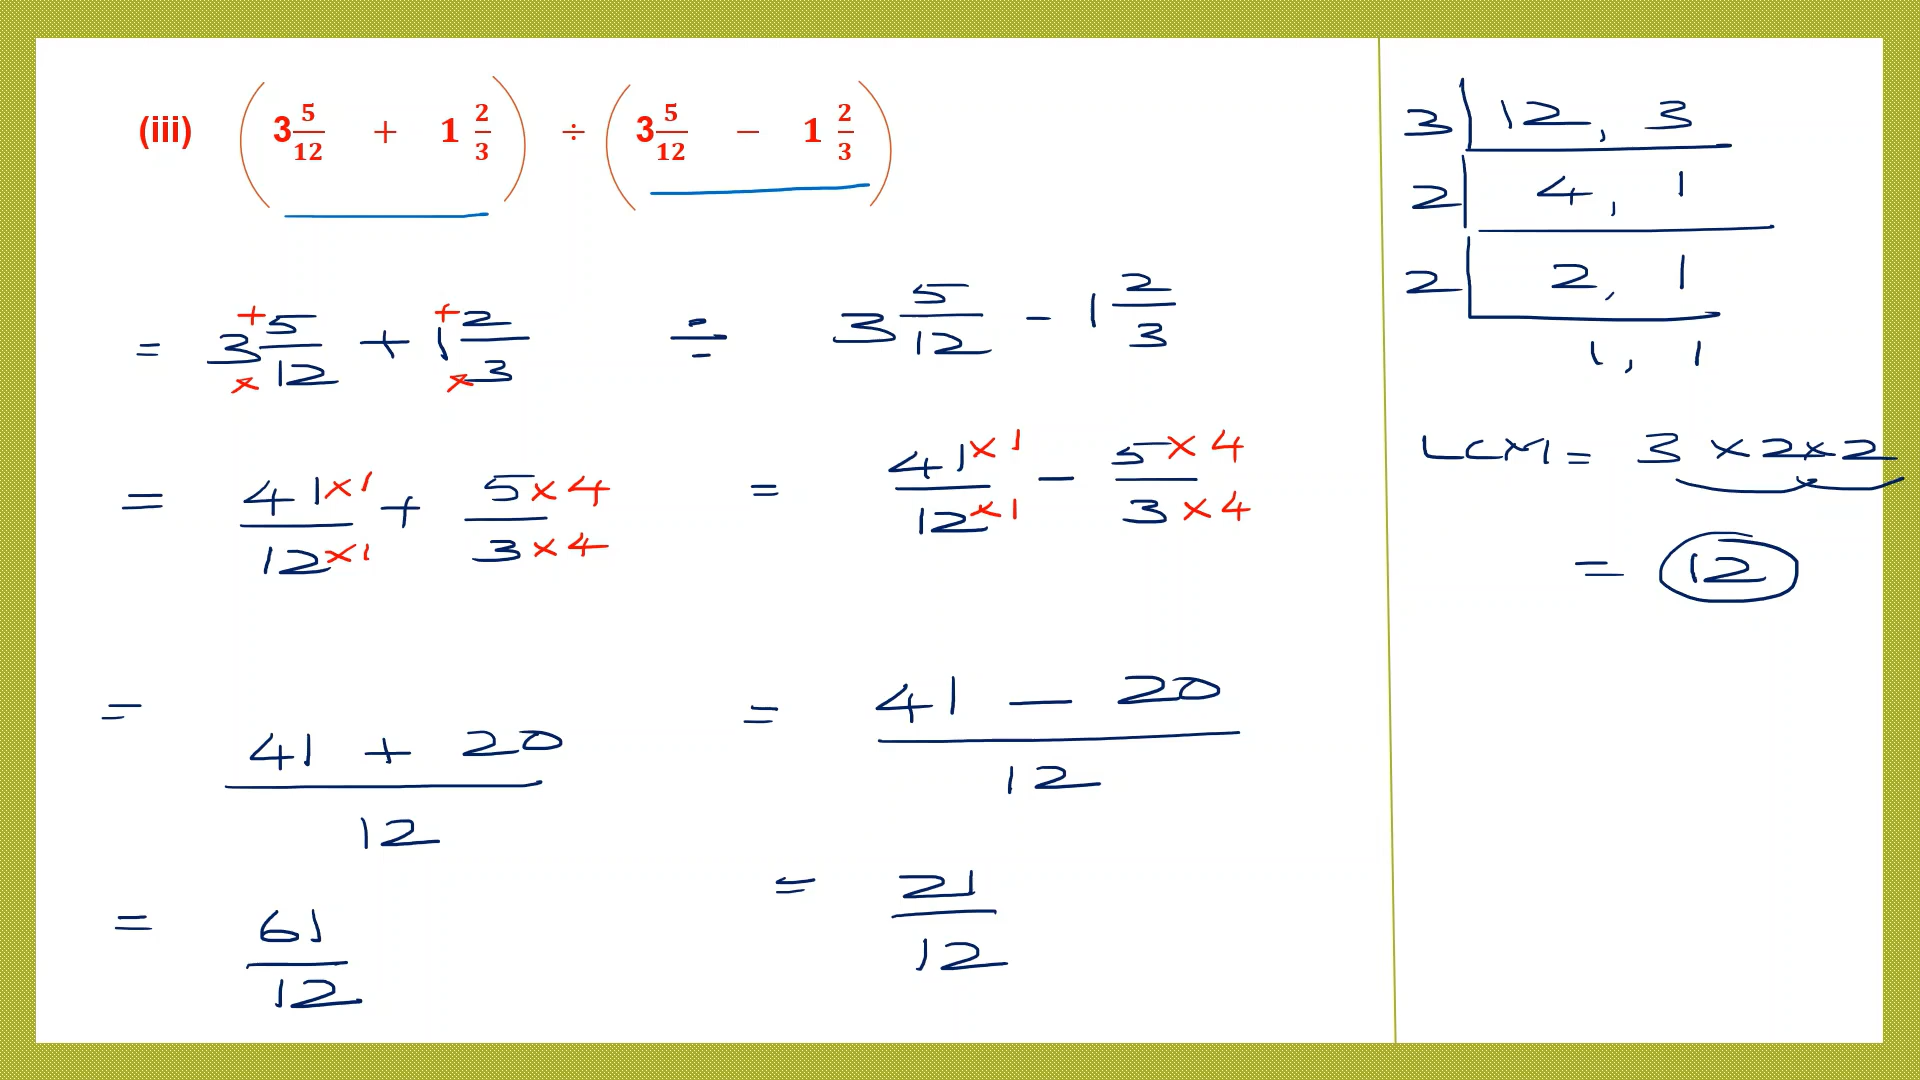 (iii) (3 5/12 + 1 2/3) ÷ (3 5/12 − 1 2/3)
= 3 + 5 / × 12 + 1 + 2 / × 3 ÷ 3 5/12 - 1 2/3
= 41 × 1 / 12 × 1 + 5 × 4 / 3 × 4
= 41 × 1 / 12 × 1 - 5 × 4 / 3 × 4
= 41 + 20 / 12
= 41 - 20 / 12
= 61/12
= 21/12
3 | 12, 3
2 | 4, 1
2 | 2, 1
1, 1
LCM = 3 × 2 × 2
= 12